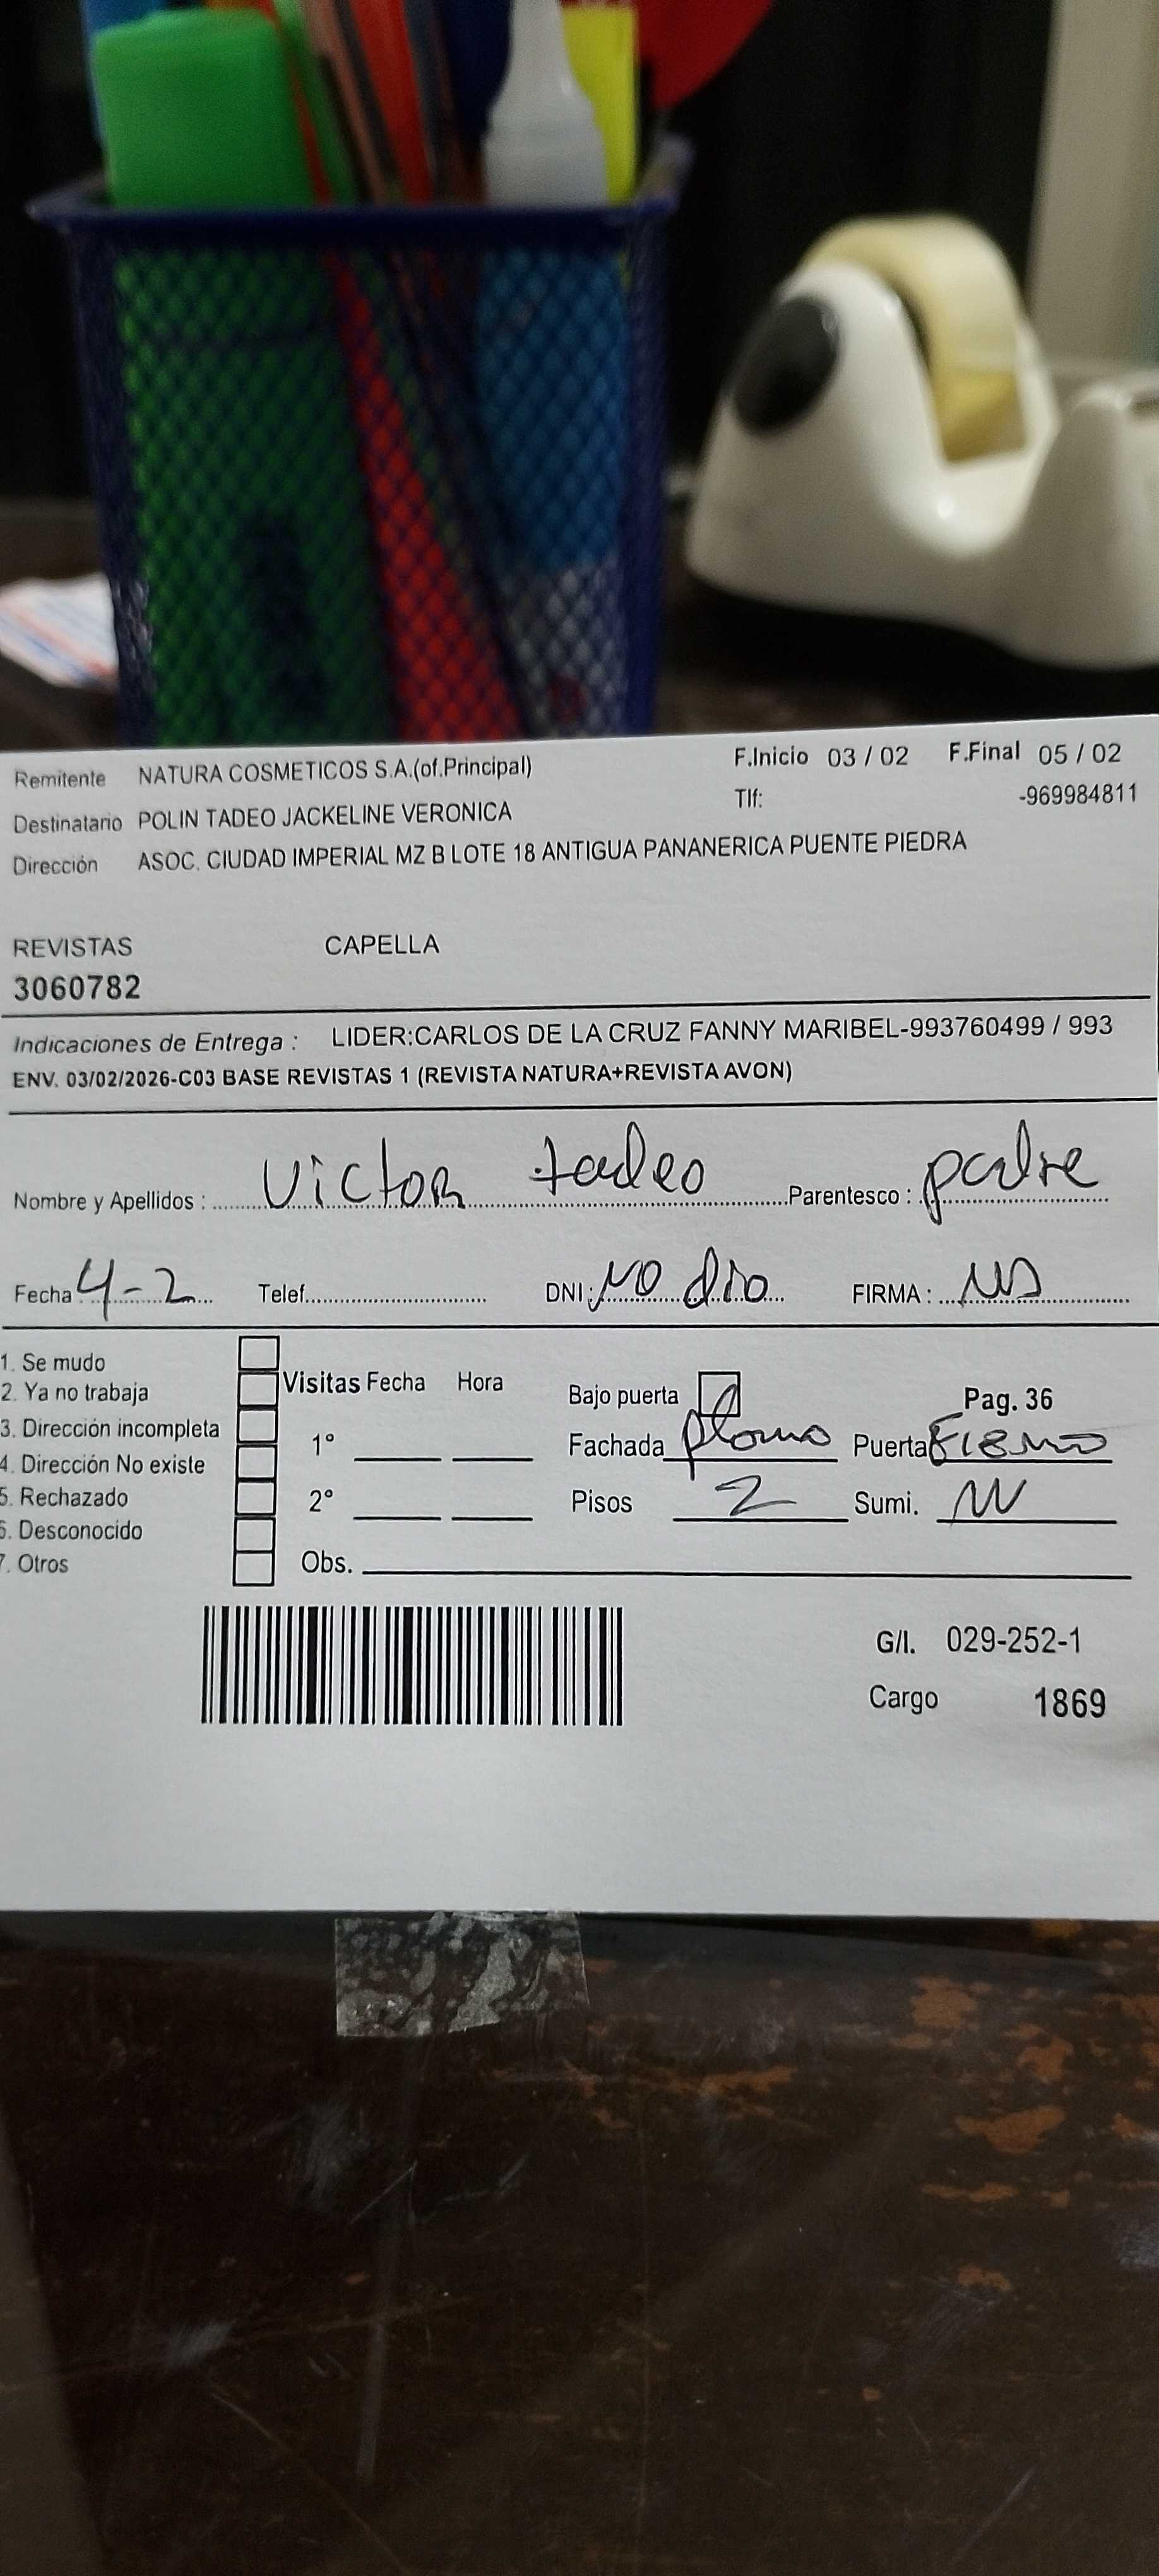 Remitente NATURA COSMETICOS S.A.(of.Principal) F.Inicio 03 / 02 F.Final 05 / 02
Tlf: -969984811
Destinatario POLIN TADEO JACKELINE VERONICA
Dirección ASOC. CIUDAD IMPERIAL MZ B LOTE 18 ANTIGUA PANANERICA PUENTE PIEDRA
REVISTAS CAPELLA
3060782
Indicaciones de Entrega : LIDER:CARLOS DE LA CRUZ FANNY MARIBEL-993760499 / 993
ENV. 03/02/2026-C03 BASE REVISTAS 1 (REVISTA NATURA+REVISTA AVON)
Nombre y Apellidos : Victor tadeo Parentesco : padre
Fecha 4-2 Telef. DNI : NO dio FIRMA :
1. Se mudo
2. Ya no trabaja
3. Dirección incompleta
4. Dirección No existe
5. Rechazado
6. Desconocido
7. Otros
Visitas Fecha Hora
1°
2°
Obs.
Bajo puerta Pag. 36
Fachada plomo Puerta Fierro
Pisos 2 Sumi.
G/I. 029-252-1
Cargo 1869